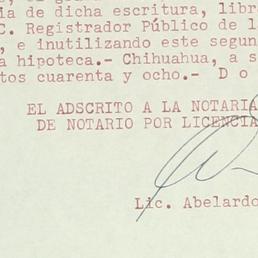 ia de dicha escritura, libr
C. Registrador Público de l
, e inutilizando este segun
a hipoteca.- Chihuahua, a s
tos cuarenta y ocho.- D o
EL ADSCRITO A LA NOTARIA
DE NOTARIO POR LICENCIA
Lic. Abelardo